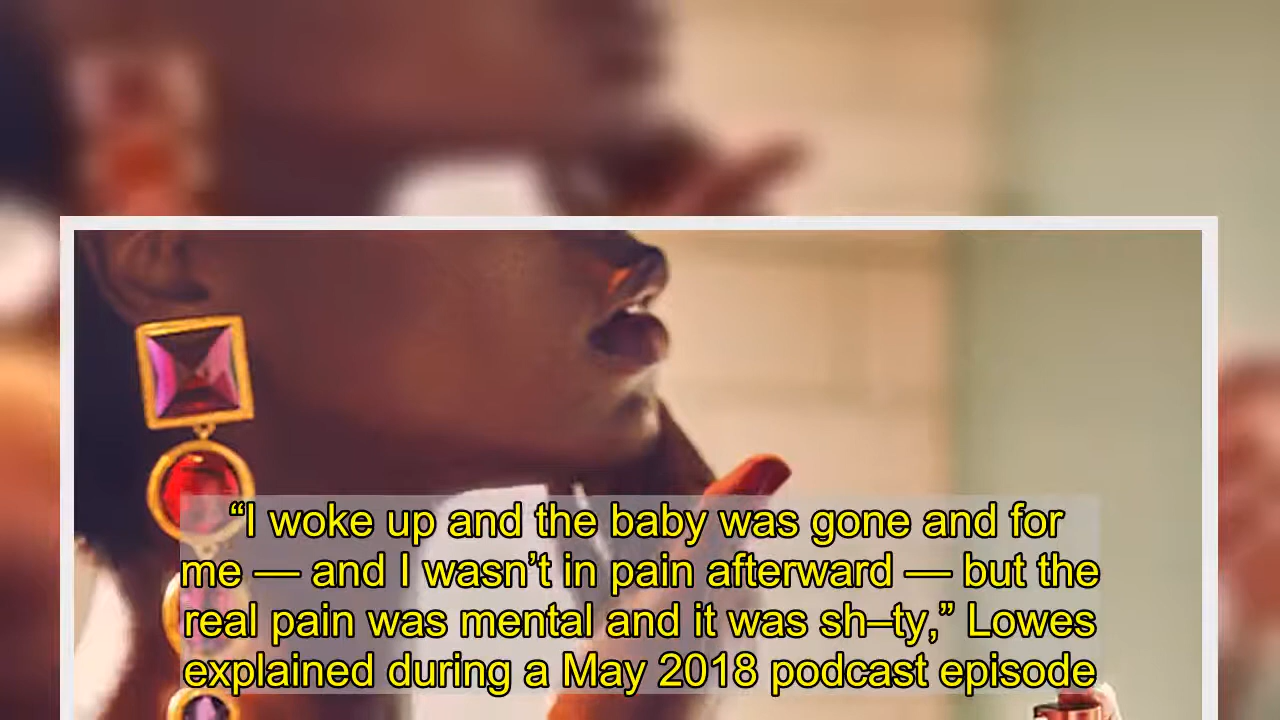 “I woke up and the baby was gone and for
me — and I wasn’t in pain afterward — but the
real pain was mental and it was sh–ty,” Lowes
explained during a May 2018 podcast episode